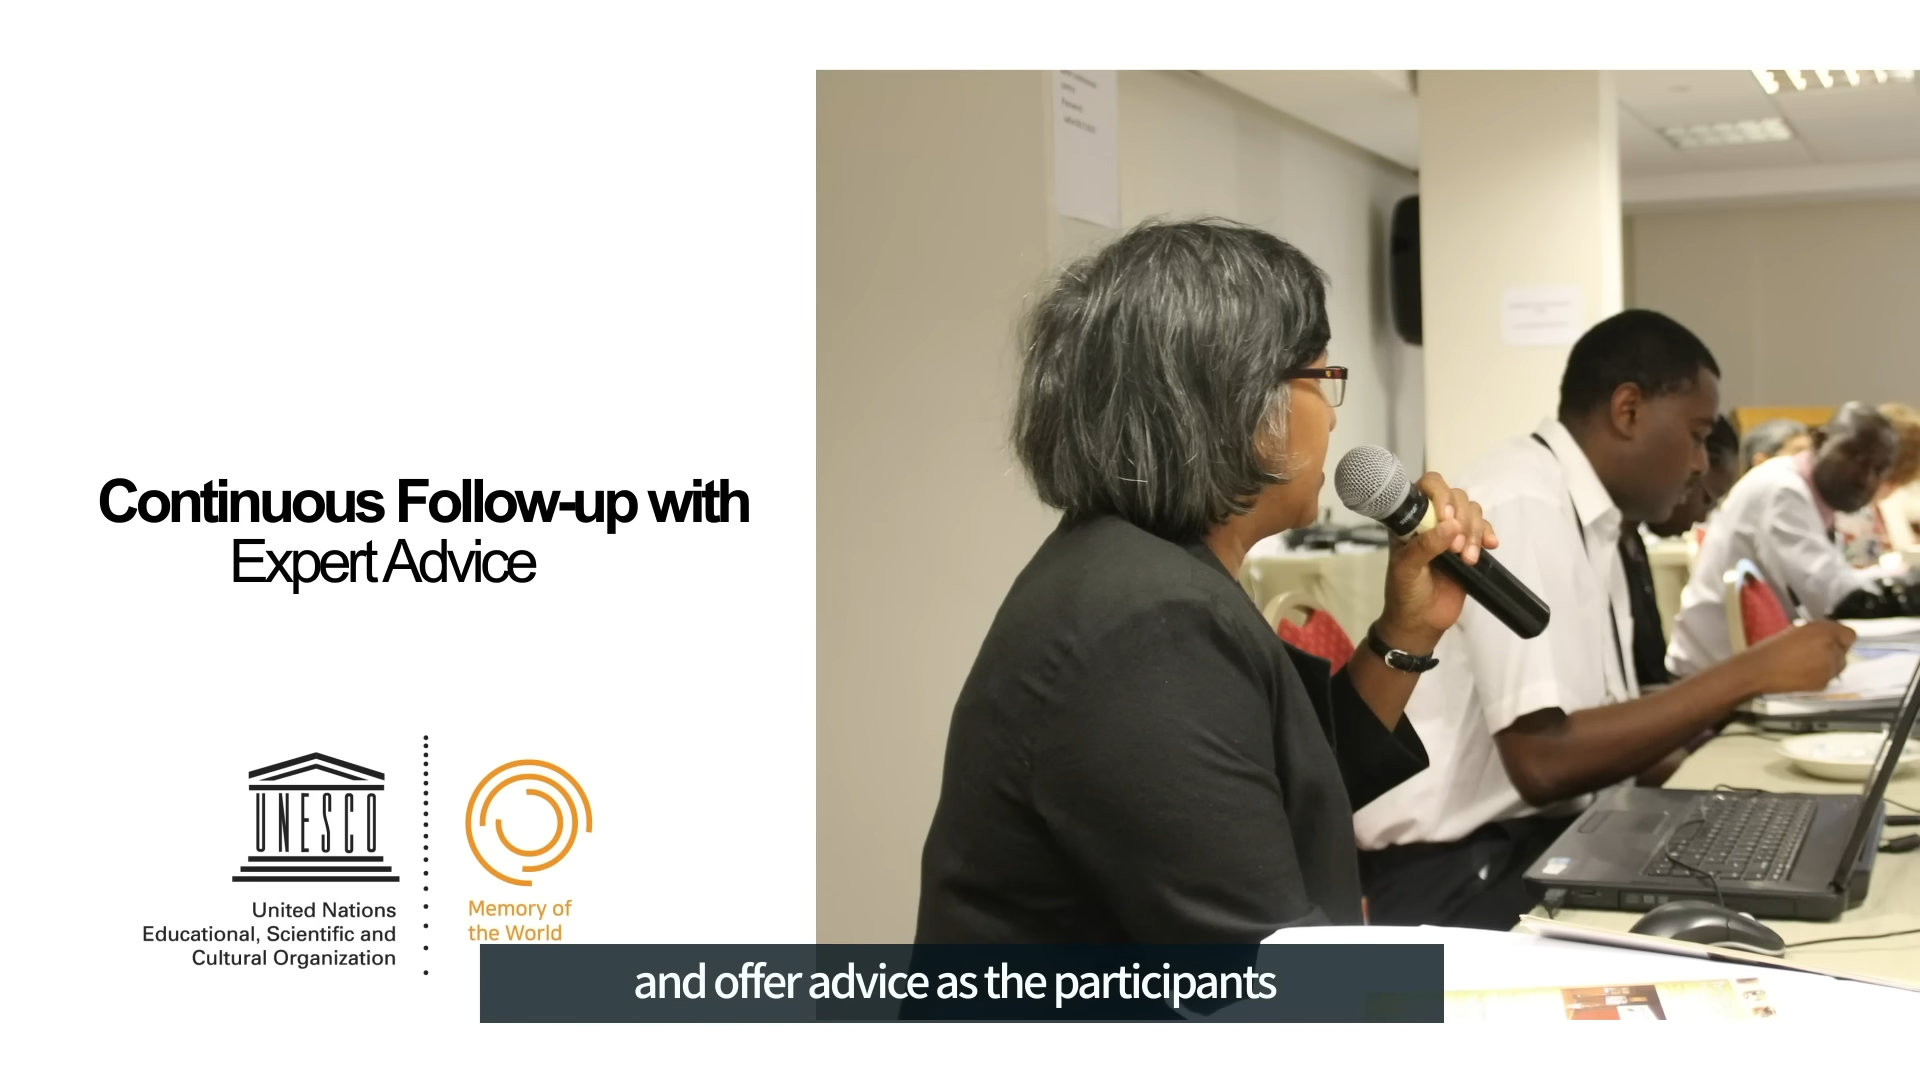 Continuous Follow-up with
Expert Advice
UNESCO
United Nations
Educational, Scientific and
Cultural Organization
Memory of
the World
and offer advice as the participants